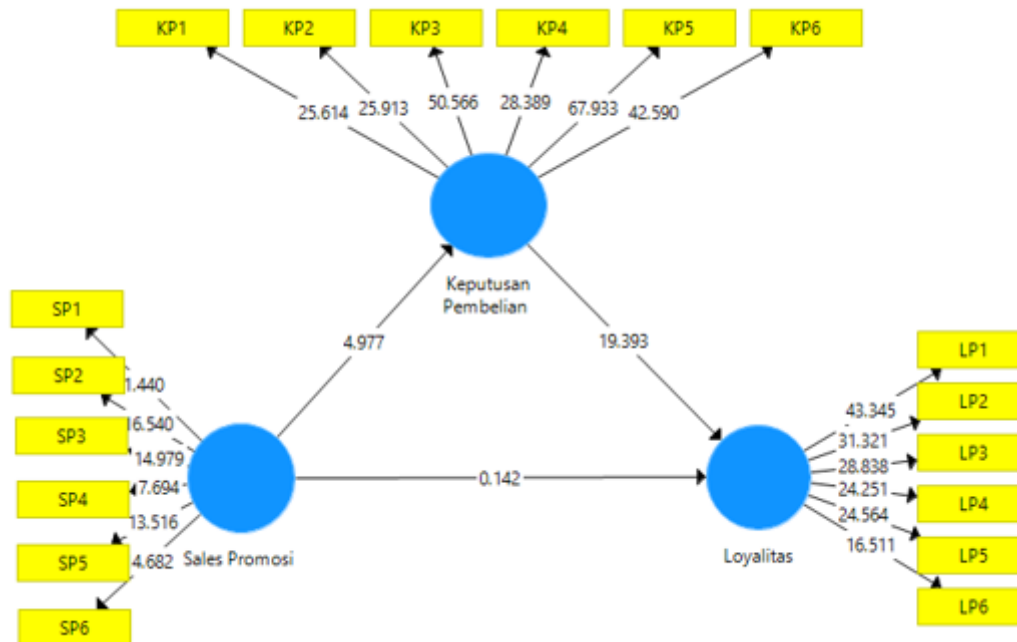 KP1 KP2 KP3 KP4 KP5 KP6
25.614 25.913 50.566 28.389 67.933 42.590
Keputusan
Pembelian
4.977
19.393
0.142
SP1
SP2
SP3
SP4
SP5
SP6
1.440
16.540
14.979
7.694
13.516
4.682
Sales Promosi
Loyalitas
LP1
LP2
LP3
LP4
LP5
LP6
43.345
31.321
28.838
24.251
24.564
16.511